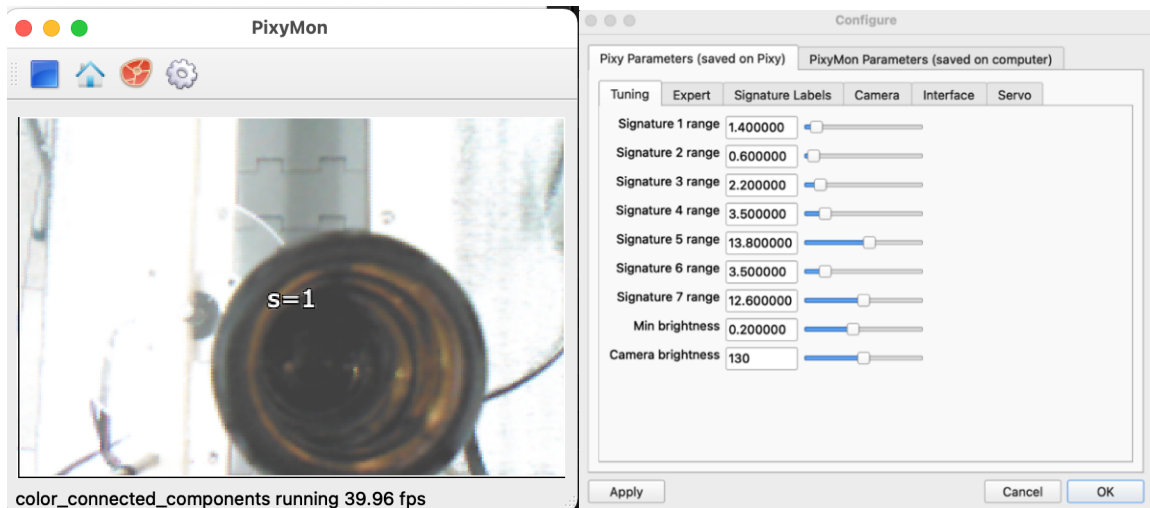 PixyMon
s=1
color_connected_components running 39.96 fps
Configure
Pixy Parameters (saved on Pixy) PixyMon Parameters (saved on computer)
Tuning Expert Signature Labels Camera Interface Servo
Signature 1 range 1.400000
Signature 2 range 0.600000
Signature 3 range 2.200000
Signature 4 range 3.500000
Signature 5 range 13.800000
Signature 6 range 3.500000
Signature 7 range 12.600000
Min brightness 0.200000
Camera brightness 130
Apply Cancel OK